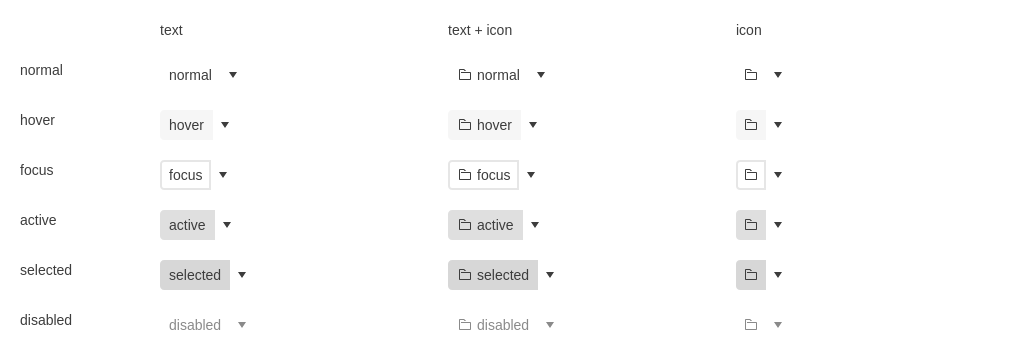 text text + icon icon
normal normal normal
hover hover hover
focus focus focus
active active active
selected selected selected
disabled disabled disabled